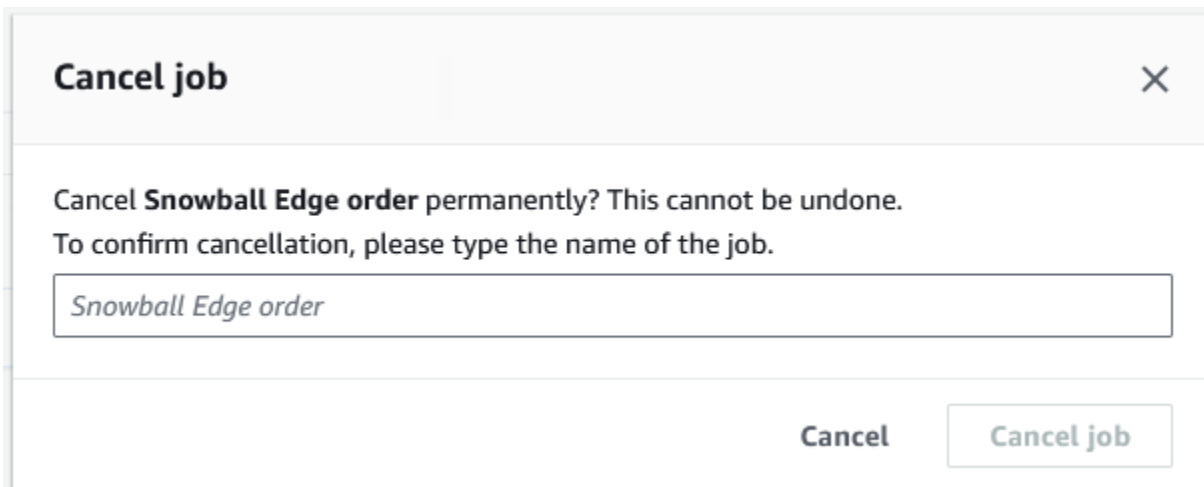 Cancel job
Cancel Snowball Edge order permanently? This cannot be undone.
To confirm cancellation, please type the name of the job.
Snowball Edge order
Cancel
Cancel job